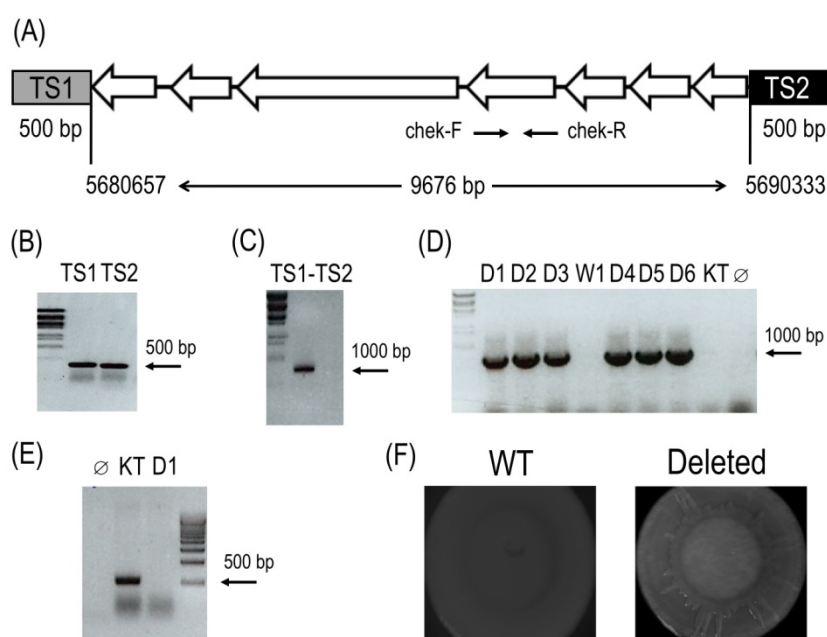 (A)
TS1 TS2
500 bp chek-F chek-R 500 bp
5680657 9676 bp 5690333
(B) (C) (D)
TS1 TS2 TS1-TS2 D1 D2 D3 W1 D4 D5 D6 KT ∅
500 bp 1000 bp 1000 bp
(E) (F)
∅ KT D1 WT Deleted
500 bp